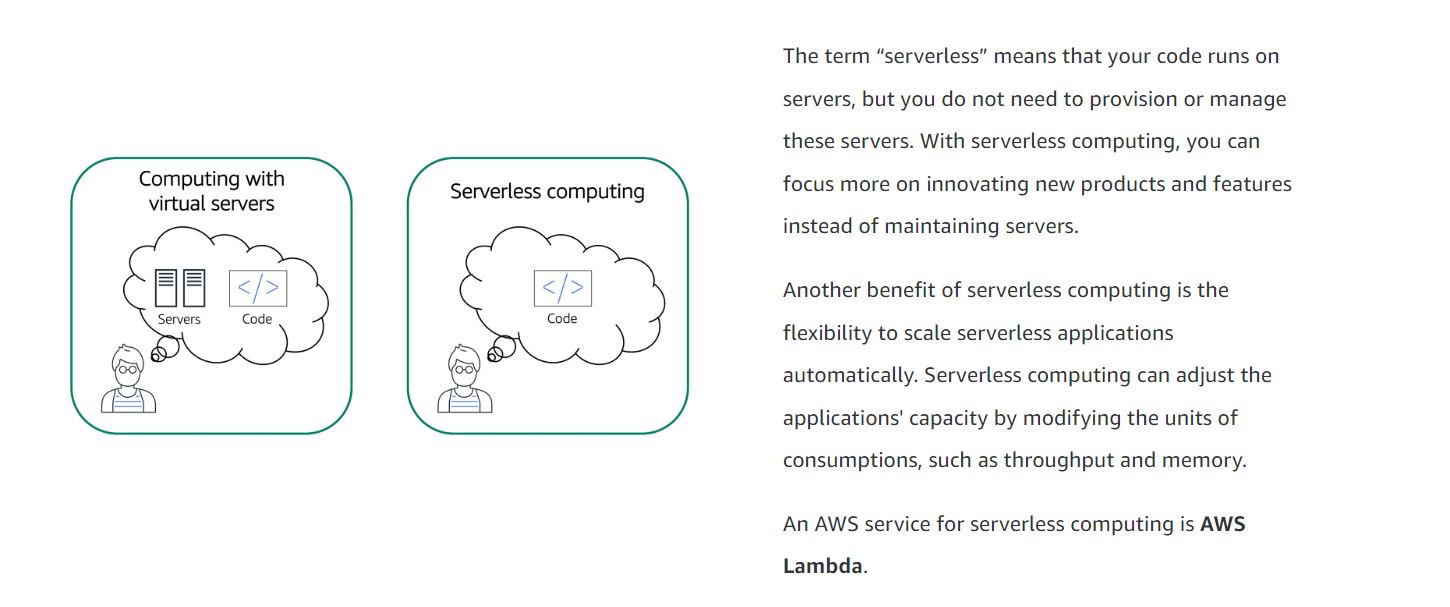 Computing with
virtual servers
</>
Servers
Code
Serverless computing
</>
Code
The term “serverless” means that your code runs on
servers, but you do not need to provision or manage
these servers. With serverless computing, you can
focus more on innovating new products and features
instead of maintaining servers.
Another benefit of serverless computing is the
flexibility to scale serverless applications
automatically. Serverless computing can adjust the
applications' capacity by modifying the units of
consumptions, such as throughput and memory.
An AWS service for serverless computing is AWS
Lambda.